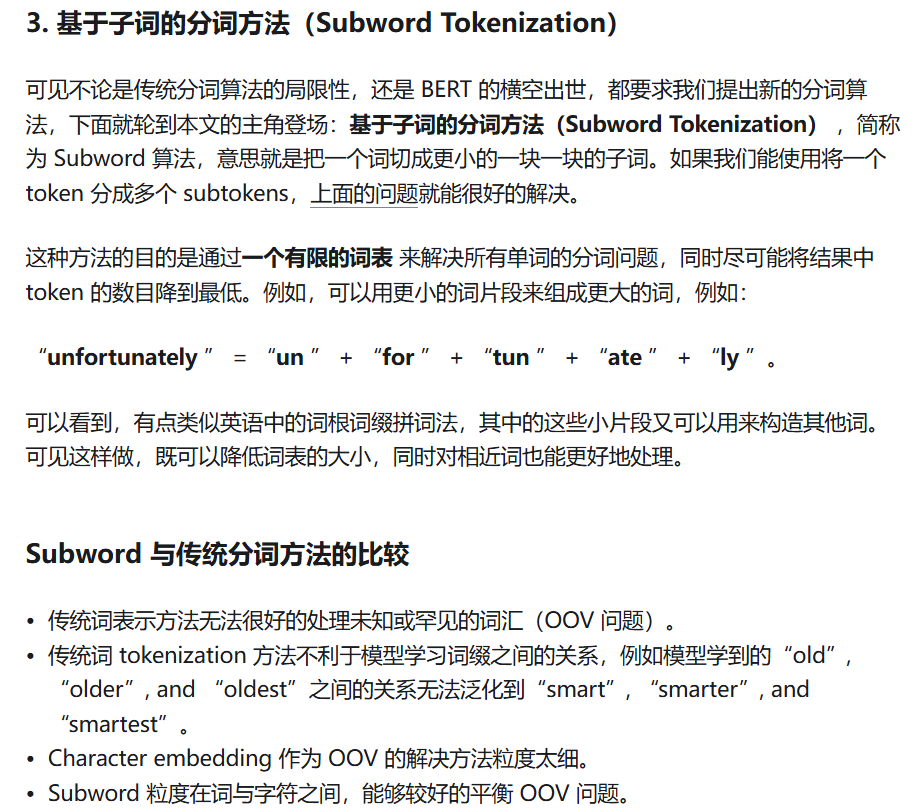 3. 基于子词的分词方法（Subword Tokenization）
可见不论是传统分词算法的局限性，还是 BERT 的横空出世，都要求我们提出新的分词算
法，下面就轮到本文的主角登场：基于子词的分词方法（Subword Tokenization） ，简称
为 Subword 算法，意思就是把一个词切成更小的一块一块的子词。如果我们能使用将一个
token 分成多个 subtokens，上面的问题就能很好的解决。
这种方法的目的是通过一个有限的词表 来解决所有单词的分词问题，同时尽可能将结果中
token 的数目降到最低。例如，可以用更小的词片段来组成更大的词，例如：
“unfortunately ” = “un ” + “for ” + “tun ” + “ate ” + “ly ” 。
可以看到，有点类似英语中的词根词缀拼词法，其中的这些小片段又可以用来构造其他词。
可见这样做，既可以降低词表的大小，同时对相近词也能更好地处理。
Subword 与传统分词方法的比较
• 传统词表示方法无法很好的处理未知或罕见的词汇（OOV 问题）。
• 传统词 tokenization 方法不利于模型学习词缀之间的关系，例如模型学到的“old”,
“older”, and “oldest”之间的关系无法泛化到“smart”, “smarter”, and
“smartest”。
• Character embedding 作为 OOV 的解决方法粒度太细。
• Subword 粒度在词与字符之间，能够较好的平衡 OOV 问题。